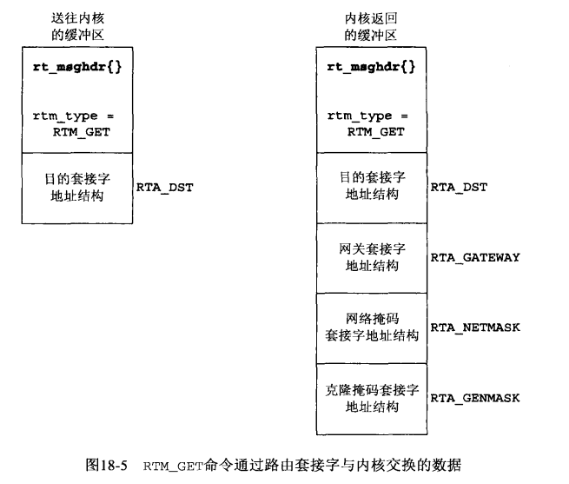 送往内核
的缓冲区
rt_msghdr{}
rtm_type =
RTM_GET
目的套接字
地址结构
RTA_DST
内核返回
的缓冲区
rt_msghdr{}
rtm_type =
RTM_GET
目的套接字
地址结构
RTA_DST
网关套接字
地址结构
RTA_GATEWAY
网络掩码
套接字地址结构
RTA_NETMASK
克隆掩码套接字
地址结构
RTA_GENMASK
图18-5 RTM_GET命令通过路由套接字与内核交换的数据